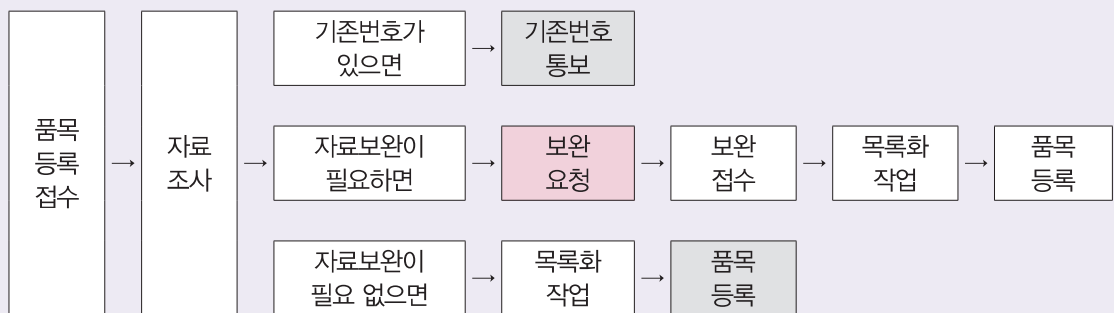 품목
등록
접수
→
자료
조사
기존번호가
있으면
→
기존번호
통보
→
자료보완이
필요하면
→
보완
요청
→
보완
접수
→
목록화
작업
→
품목
등록
자료보완이
필요 없으면
→
목록화
작업
→
품목
등록